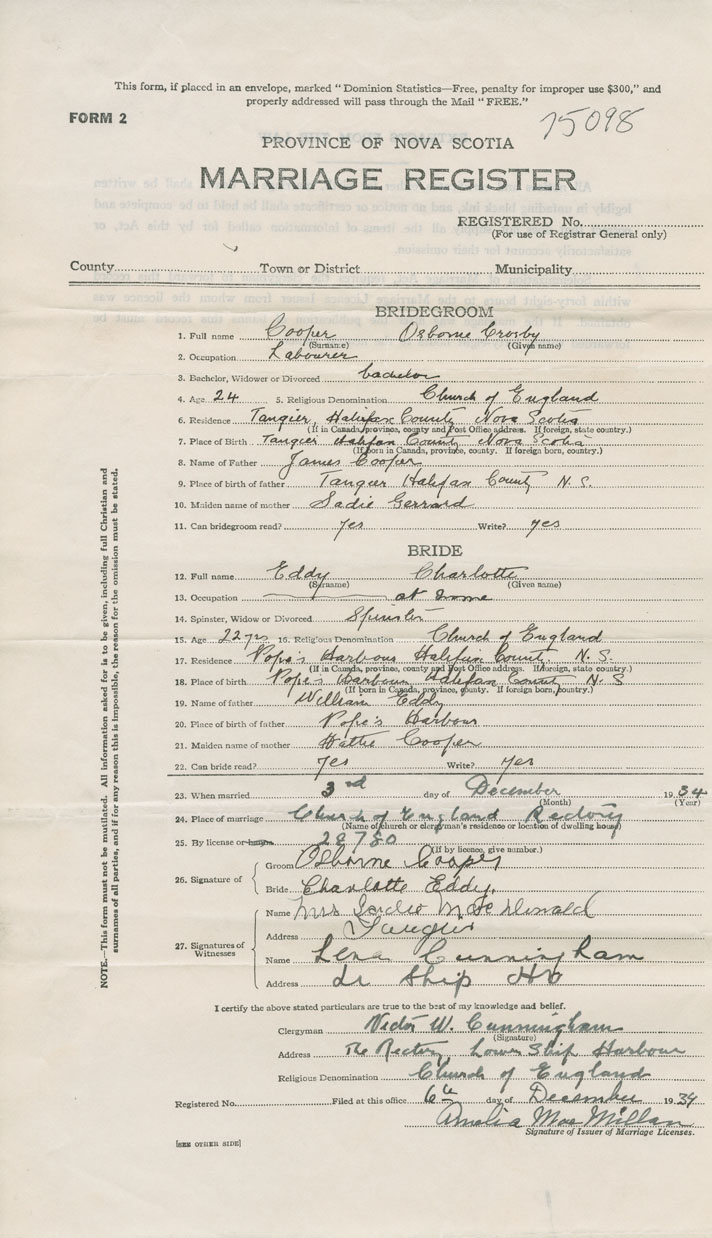 This form, if placed in an envelope, marked “ Dominion Statistics—Free, penalty for improper use $300,” and
properly addressed will pass through the Mail “ FREE.”
FORM 2
75098
PROVINCE OF NOVA SCOTIA
MARRIAGE REGISTER
REGISTERED No.
(For use of Registrar General only)
County Town or District Municipality
BRIDEGROOM
1. Full name Cooper Osborne Crosby
(Surname) (Given name)
2. Occupation Labourer
3. Bachelor, Widower or Divorced bachelor
4. Age 24 5. Religious Denomination Church of England
6. Residence Tangier, Halifax County Nova Scotia
(If in Canada, province, county and Post Office address. If foreign, state country.)
7. Place of Birth Tangier Halifax County Nova Scotia
(If born in Canada, province, county. If foreign born, country.)
8. Name of Father James Cooper
9. Place of birth of father Tangier Halifax County N. S.
10. Maiden name of mother Sadie Gerrard
11. Can bridegroom read? yes Write? yes
BRIDE
12. Full name Eddy Charlotte
(Surname) (Given name)
13. Occupation at home
14. Spinster, Widow or Divorced Spinster
15. Age 22 yrs 16. Religious Denomination Church of England
17. Residence Pope's Harbour Halifax County N. S.
(If in Canada, province, county and Post Office address. If foreign, state country.)
18. Place of birth Pope's Harbour Halifax County N. S
(If born in Canada, province, county. If foreign born, country.)
19. Name of father William Eddy
20. Place of birth of father Pope's Harbour
21. Maiden name of mother Hattie Cooper
22. Can bride read? yes Write? yes
23. When married 3rd day of December 1934
(Month) (Year)
24. Place of marriage Church of England Rectory
(Name of church or clergyman's residence or location of dwelling house)
25. By license or banns 28780
(If by licence, give number.)
26. Signature of
Groom Osborne Cooper
Bride Charlotte Eddy.
27. Signatures of Witnesses
Name Mrs MacDonald
Address Tangier
Name Lena Cunningham
Address Lr Ship Hbr
I certify the above stated particulars are true to the best of my knowledge and belief.
Clergyman Victor W. Cunningham
(Signature)
Address The Rectory Lower Ship Harbour
Religious Denomination Church of England
Registered No. Filed at this office 6th day of December 1934
Amelia MacMillan
Signature of Issuer of Marriage Licenses.
[SEE OTHER SIDE]
NOTE.—This form must not be mutilated. All information asked for is to be given, including full Christian and
surnames of all parties, and if for any reason this is impossible, the reason for the omission must be stated.